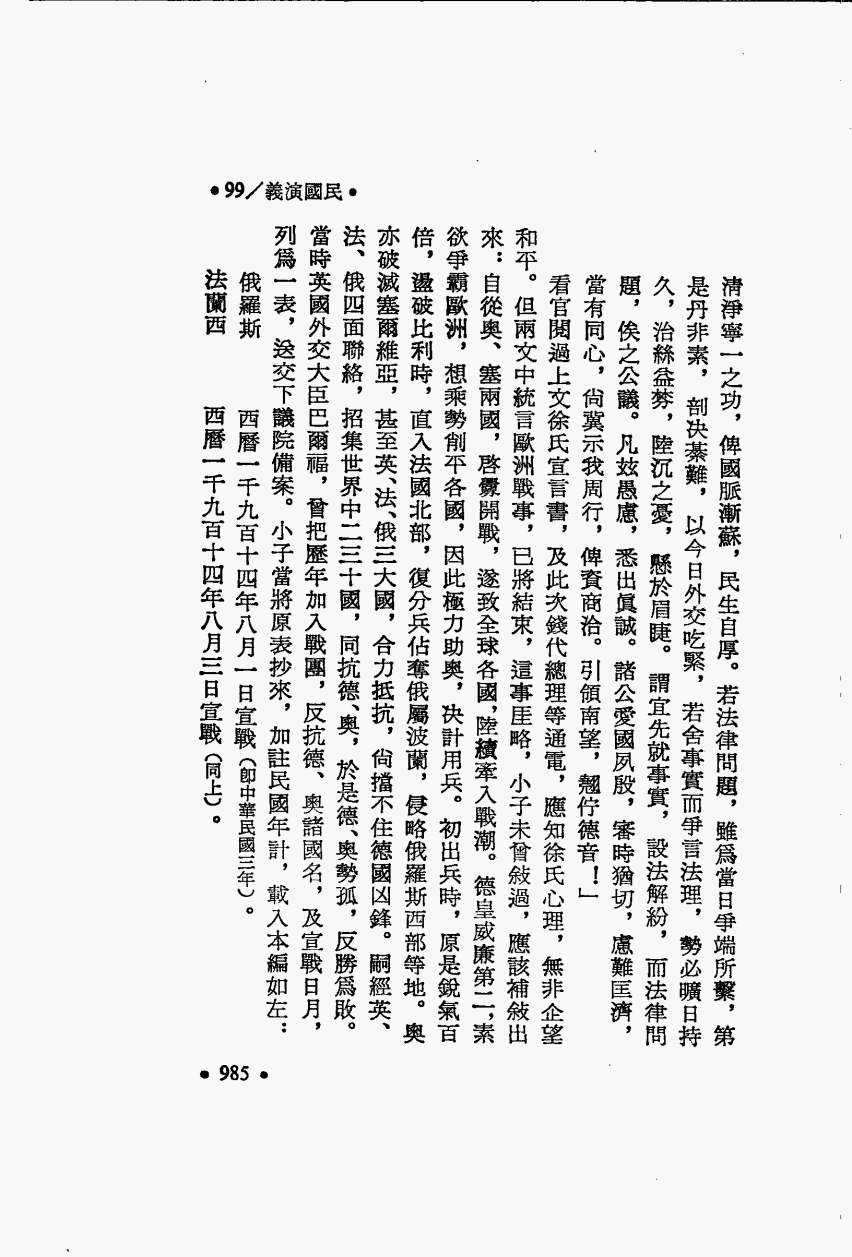 •99／義演國民•
清淨寧一之功，俾國脈漸蘇，民生自厚。若法律問題，雖爲當日爭端所繫，第
是丹非素，剖決綦難，以今日外交吃緊，若舍事實而爭言法理，勢必曠日持
久，治絲益棼，陸沉之憂，懸於眉睫。謂宜先就事實，設法解紛，而法律問
題，俟之公議。凡茲愚慮，悉出眞誠。諸公愛國夙殷，審時猶切，慮難匡濟，
當有同心，尙冀示我周行，俾資商洽。引領南望，翹佇德音！」
看官閱過上文徐氏宣言書，及此次錢代總理等通電，應知徐氏心理，無非企望
和平。但兩文中統言歐洲戰事，已將結束，這事厓略，小子未曾敍過，應該補敍出
來：自從奧、塞兩國，啓釁開戰，遂致全球各國，陸續牽入戰潮。德皇威廉第二，素
欲爭霸歐洲，想乘勢削平各國，因此極力助奧，決計用兵。初出兵時，原是銳氣百
倍，盪破比利時，直入法國北部，復分兵佔奪俄屬波蘭，侵略俄羅斯西部等地。奧
亦破滅塞爾維亞，甚至英、法、俄三大國，合力抵抗，尙擋不住德國凶鋒。嗣經英、
法、俄四面聯絡，招集世界中二三十國，同抗德、奧，於是德、奧勢孤，反勝爲敗。
當時英國外交大臣巴爾福，曾把歷年加入戰團，反抗德、奧諸國名，及宣戰日月，
列爲一表，送交下議院備案。小子當將原表抄來，加註民國年計，載入本編如左：
俄羅斯　西曆一千九百十四年八月一日宣戰（卽中華民國三年）。
法蘭西　西曆一千九百十四年八月三日宣戰（同上）。
•985•